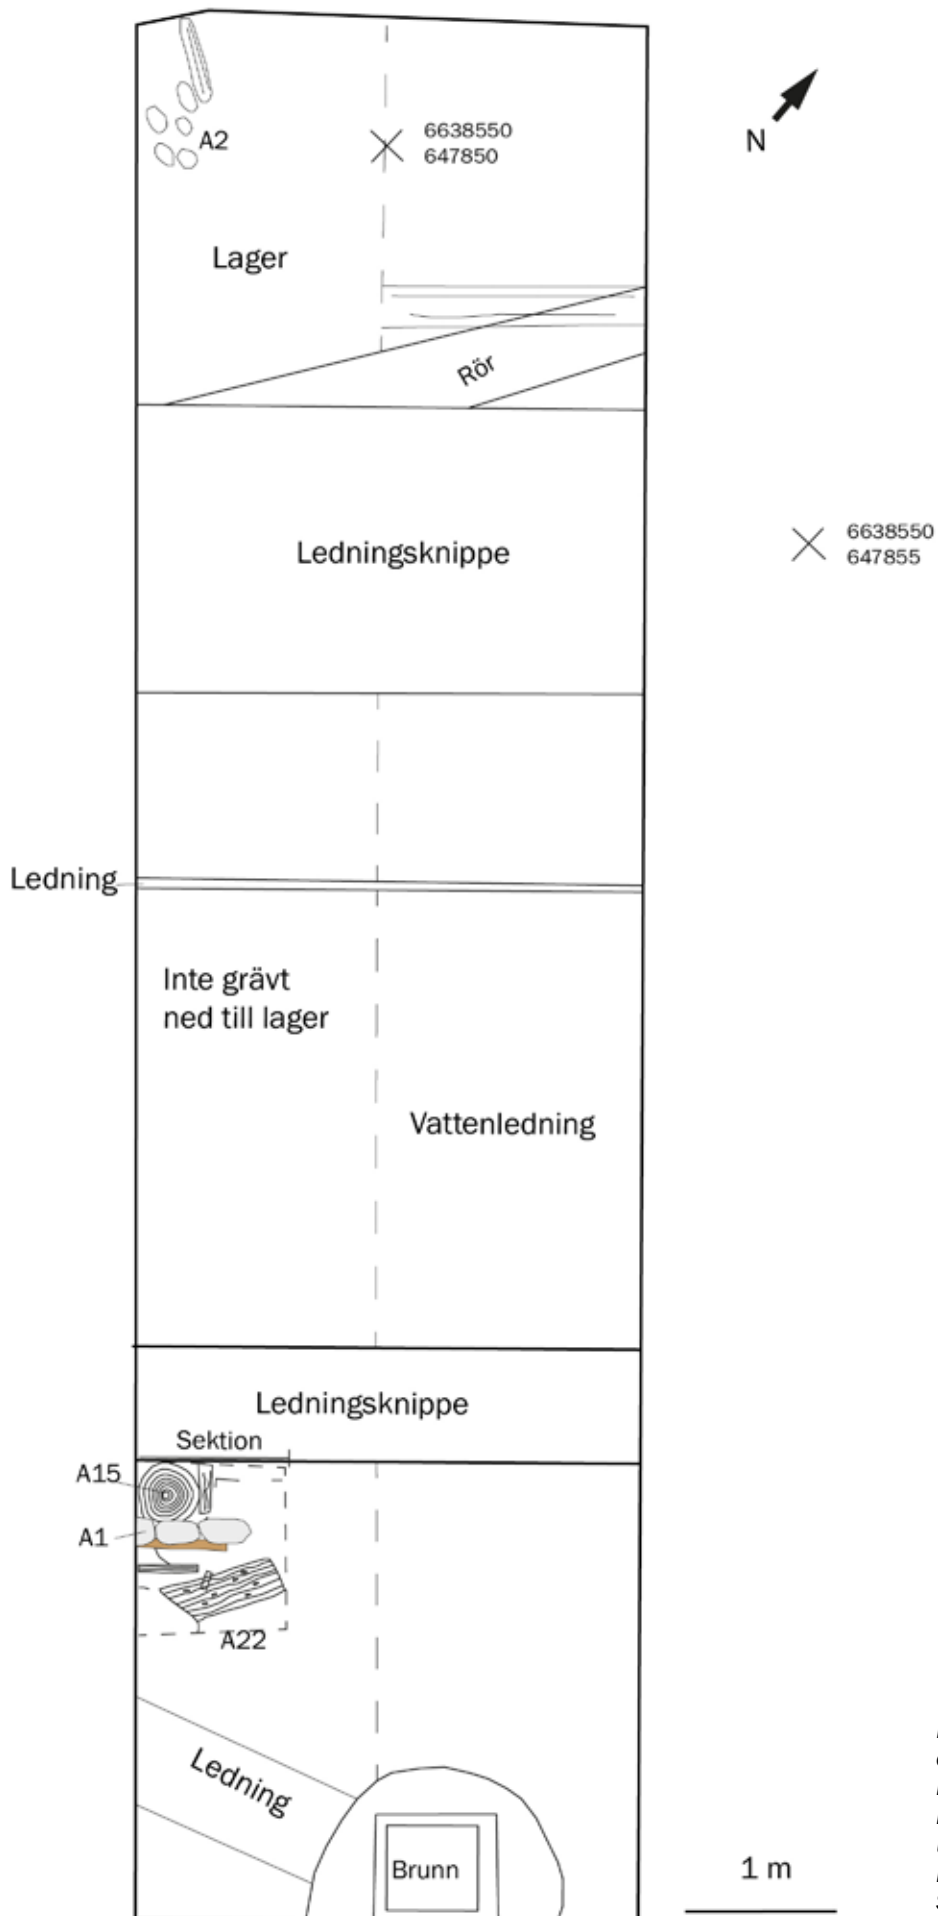 A2
6638550
647850
N
Lager
Rör
Ledningsknippe
6638550
647855
Ledning
Inte grävt
ned till lager
Vattenledning
Ledningsknippe
Sektion
A15
A1
A22
Ledning
Brunn
1 m